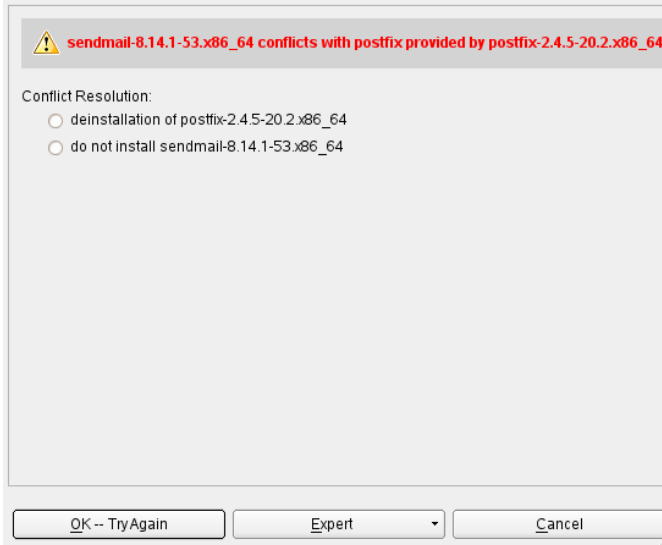 sendmail-8.14.1-53.x86_64 conflicts with postfix provided by postfix-2.4.5-20.2.x86_64
Conflict Resolution:
deinstallation of postfix-2.4.5-20.2.x86_64
do not install sendmail-8.14.1-53.x86_64
OK -- Try Again
Expert
Cancel